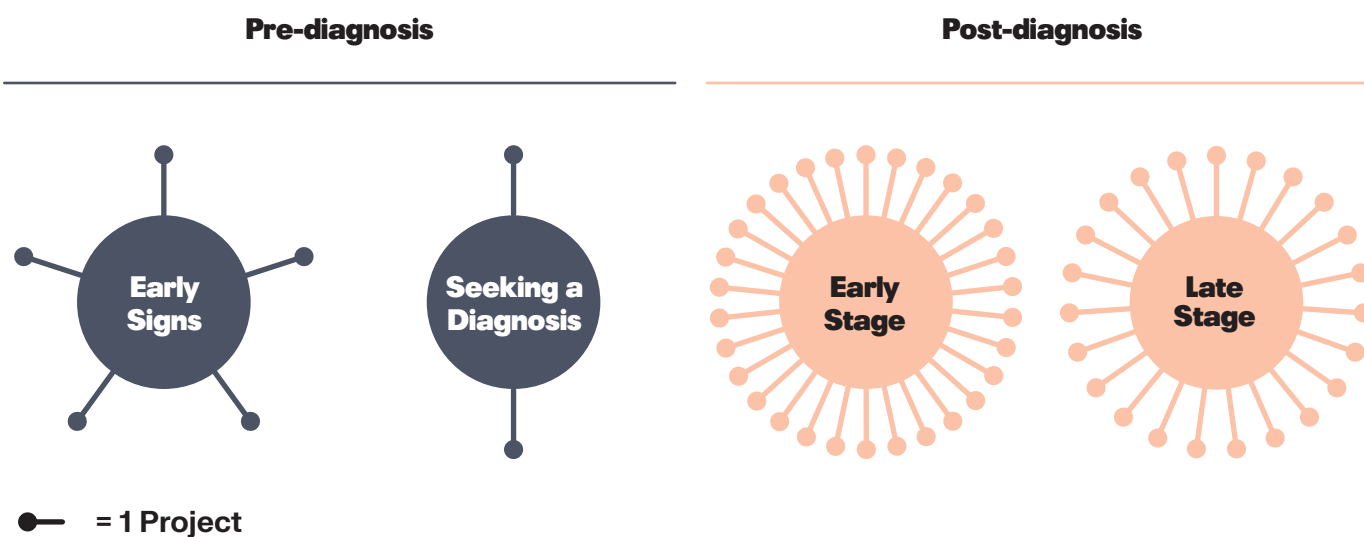 Pre-diagnosis
Post-diagnosis
Early
Signs
Seeking a
Diagnosis
Early
Stage
Late
Stage
= 1 Project